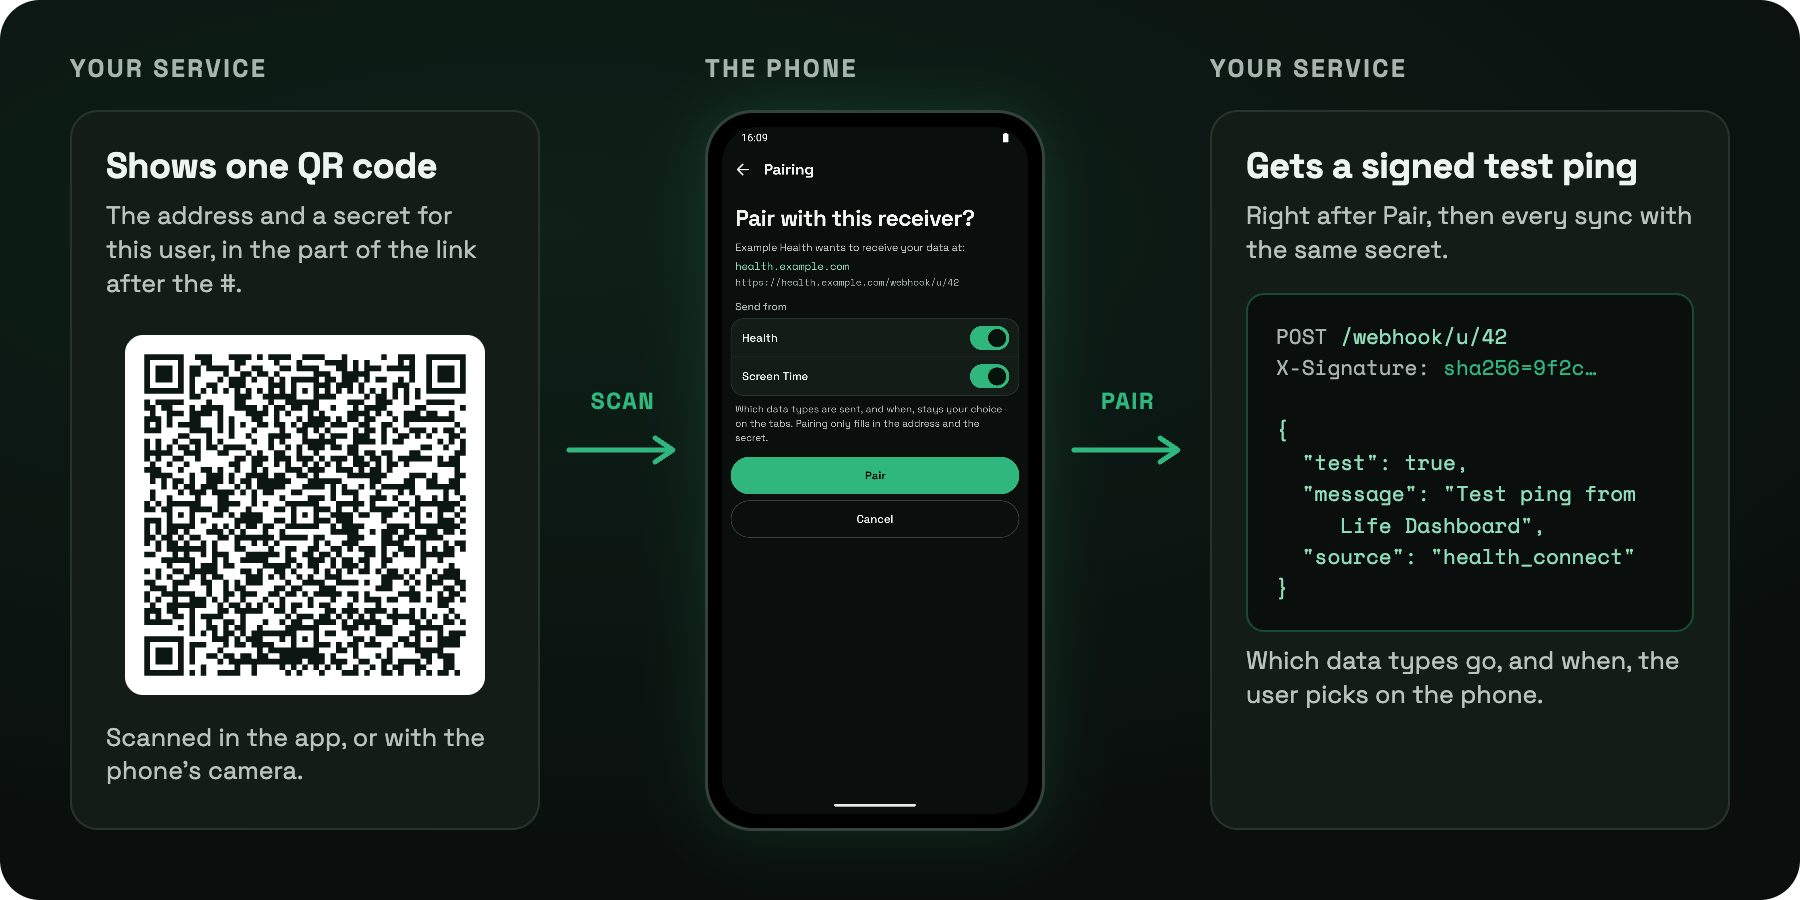 YOUR SERVICE
Shows one QR code
The address and a secret for
this user, in the part of the link
after the #.
Scanned in the app, or with the
phone's camera.
SCAN
THE PHONE
16:09
← Pairing
Pair with this receiver?
Example Health wants to receive your data at:
health.example.com
https://health.example.com/webhook/u/42
Send from
Health
Screen Time
Which data types are sent, and when, stays your choice
on the tabs. Pairing only fills in the address and the
secret.
Pair
Cancel
PAIR
YOUR SERVICE
Gets a signed test ping
Right after Pair, then every sync with
the same secret.
POST /webhook/u/42
X-Signature: sha256=9f2c…
{
"test": true,
"message": "Test ping from
Life Dashboard",
"source": "health_connect"
}
Which data types go, and when, the
user picks on the phone.